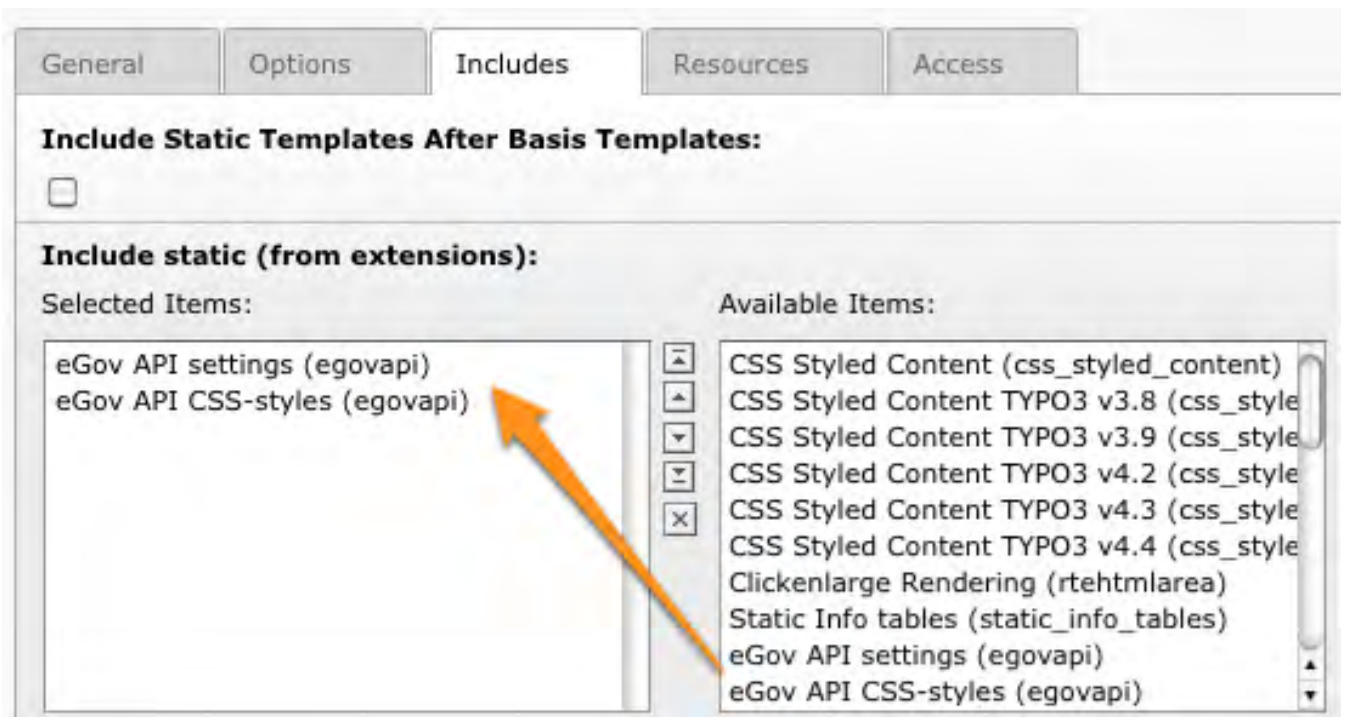 General Options Includes Resources Access
Include Static Templates After Basis Templates:
Include static (from extensions):
Selected Items:
eGov API settings (egovapi)
eGov API CSS-styles (egovapi)
Available Items:
CSS Styled Content (css_styled_content)
CSS Styled Content TYPO3 v3.8 (css_style
CSS Styled Content TYPO3 v3.9 (css_style
CSS Styled Content TYPO3 v4.2 (css_style
CSS Styled Content TYPO3 v4.3 (css_style
CSS Styled Content TYPO3 v4.4 (css_style
Clickenlarge Rendering (rtehtmlarea)
Static Info tables (static_info_tables)
eGov API settings (egovapi)
eGov API CSS-styles (egovapi)